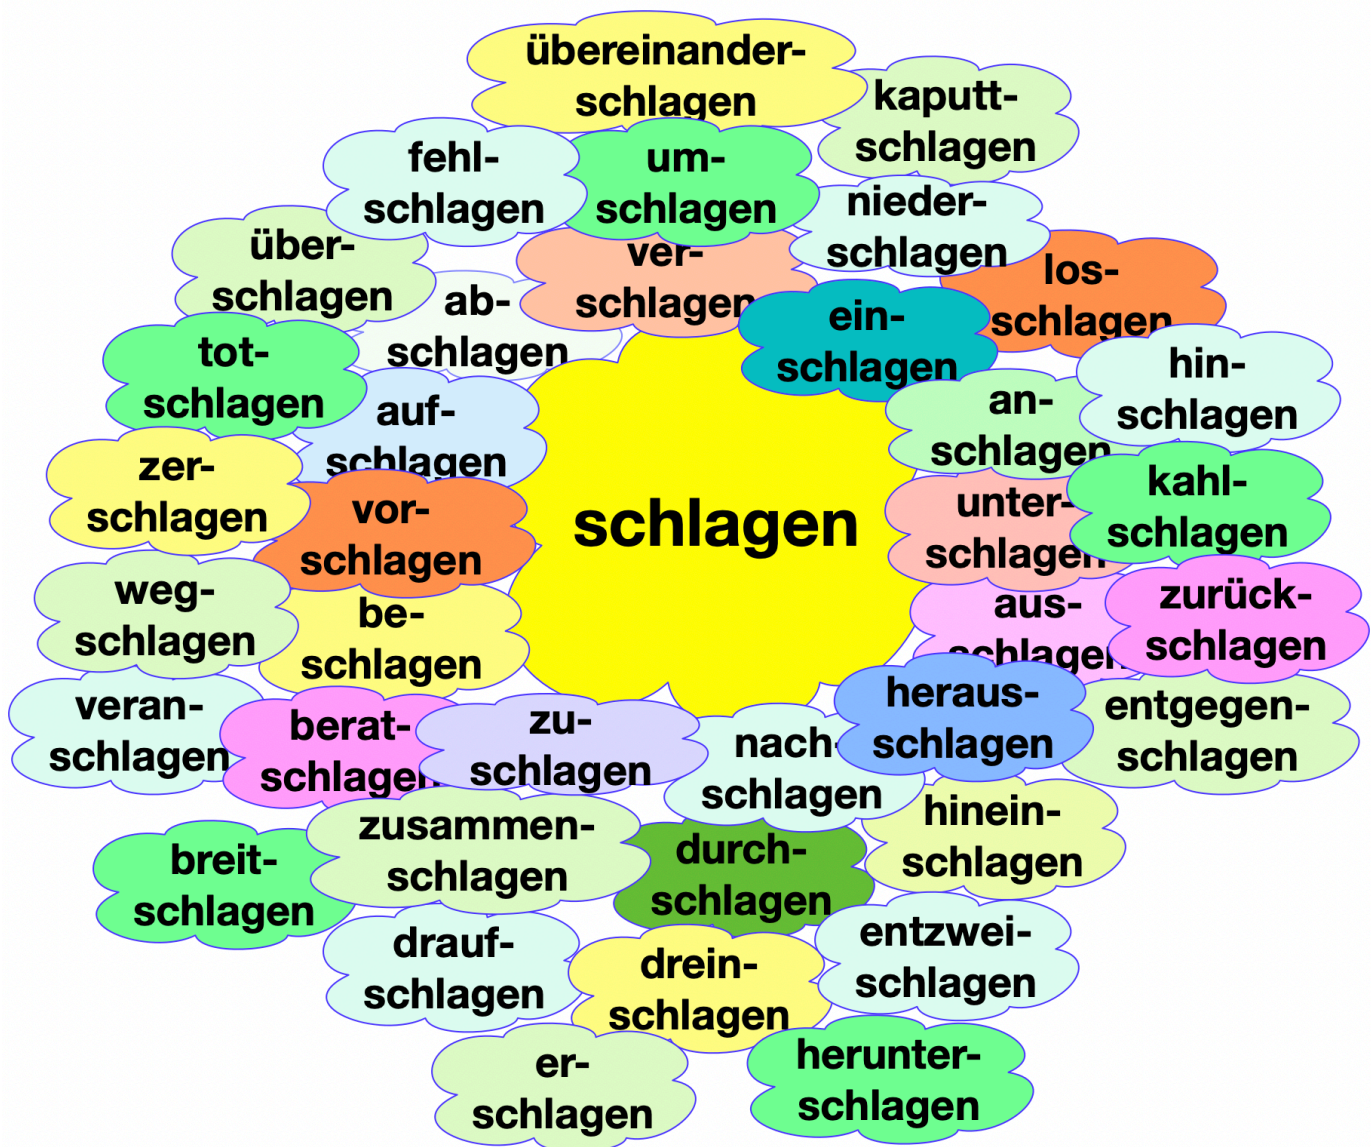 übereinander-
schlagen
kaputt-
schlagen
fehl-
schlagen
um-
schlagen
nieder-
schlagen
über-
schlagen
ab-
schlagen
ver-
schlagen
ein-
schlagen
los-
schlagen
tot-
schlagen
auf-
schlagen
an-
schlagen
hin-
schlagen
zer-
schlagen
vor-
schlagen
schlagen
unter-
schlagen
kahl-
schlagen
weg-
schlagen
be-
schlagen
aus-
schlagen
zurück-
schlagen
veran-
schlagen
berat-
schlagen
zu-
schlagen
nach-
schlagen
heraus-
schlagen
entgegen-
schlagen
breit-
schlagen
zusammen-
schlagen
durch-
schlagen
hinein-
schlagen
drauf-
schlagen
drein-
schlagen
entzwei-
schlagen
er-
schlagen
herunter-
schlagen